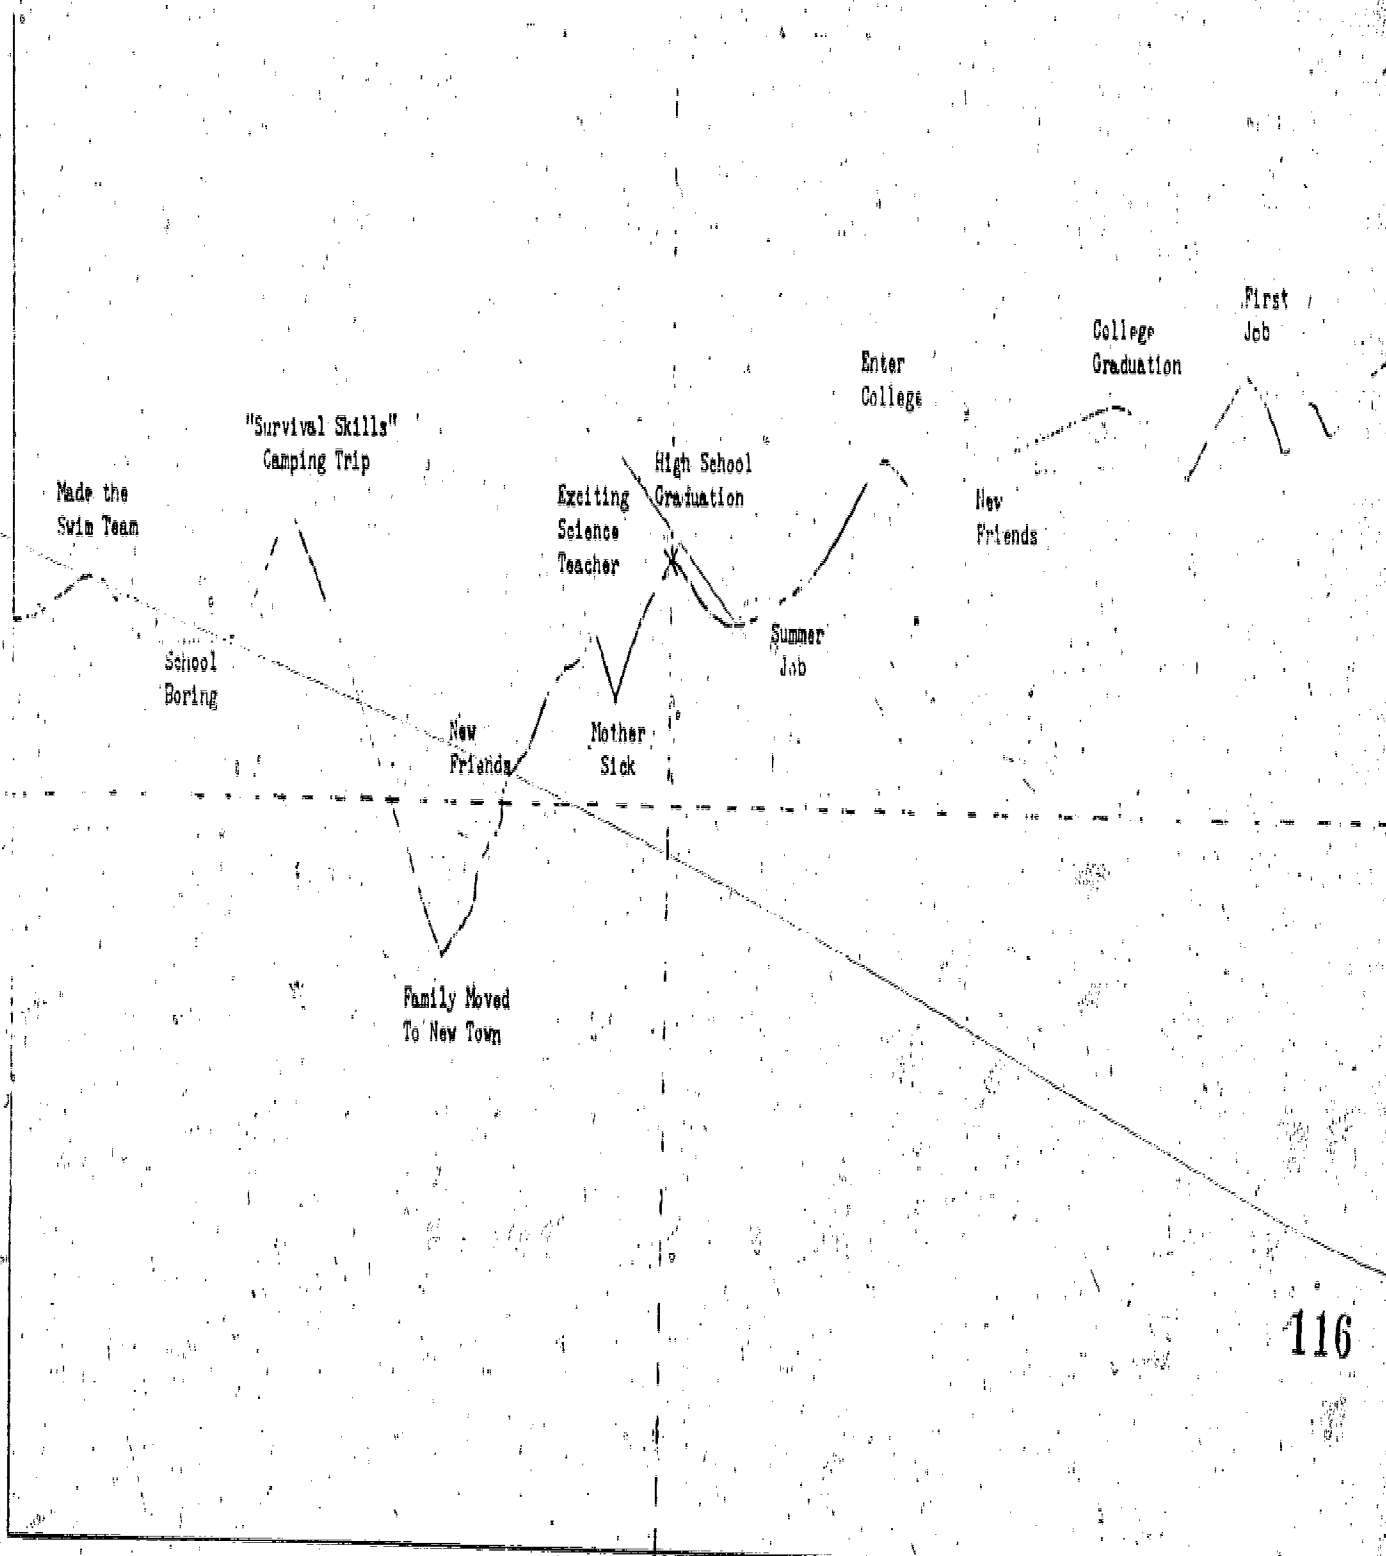 First
Job
College
Graduation
Enter
College
"Survival Skills"
Camping Trip
High School
Graduation
Made the
Swim Team
Exciting
Science
Teacher
New
Friends
School
Boring
Summer
Job
New
Friends
Mother
Sick
Family Moved
To New Town
116